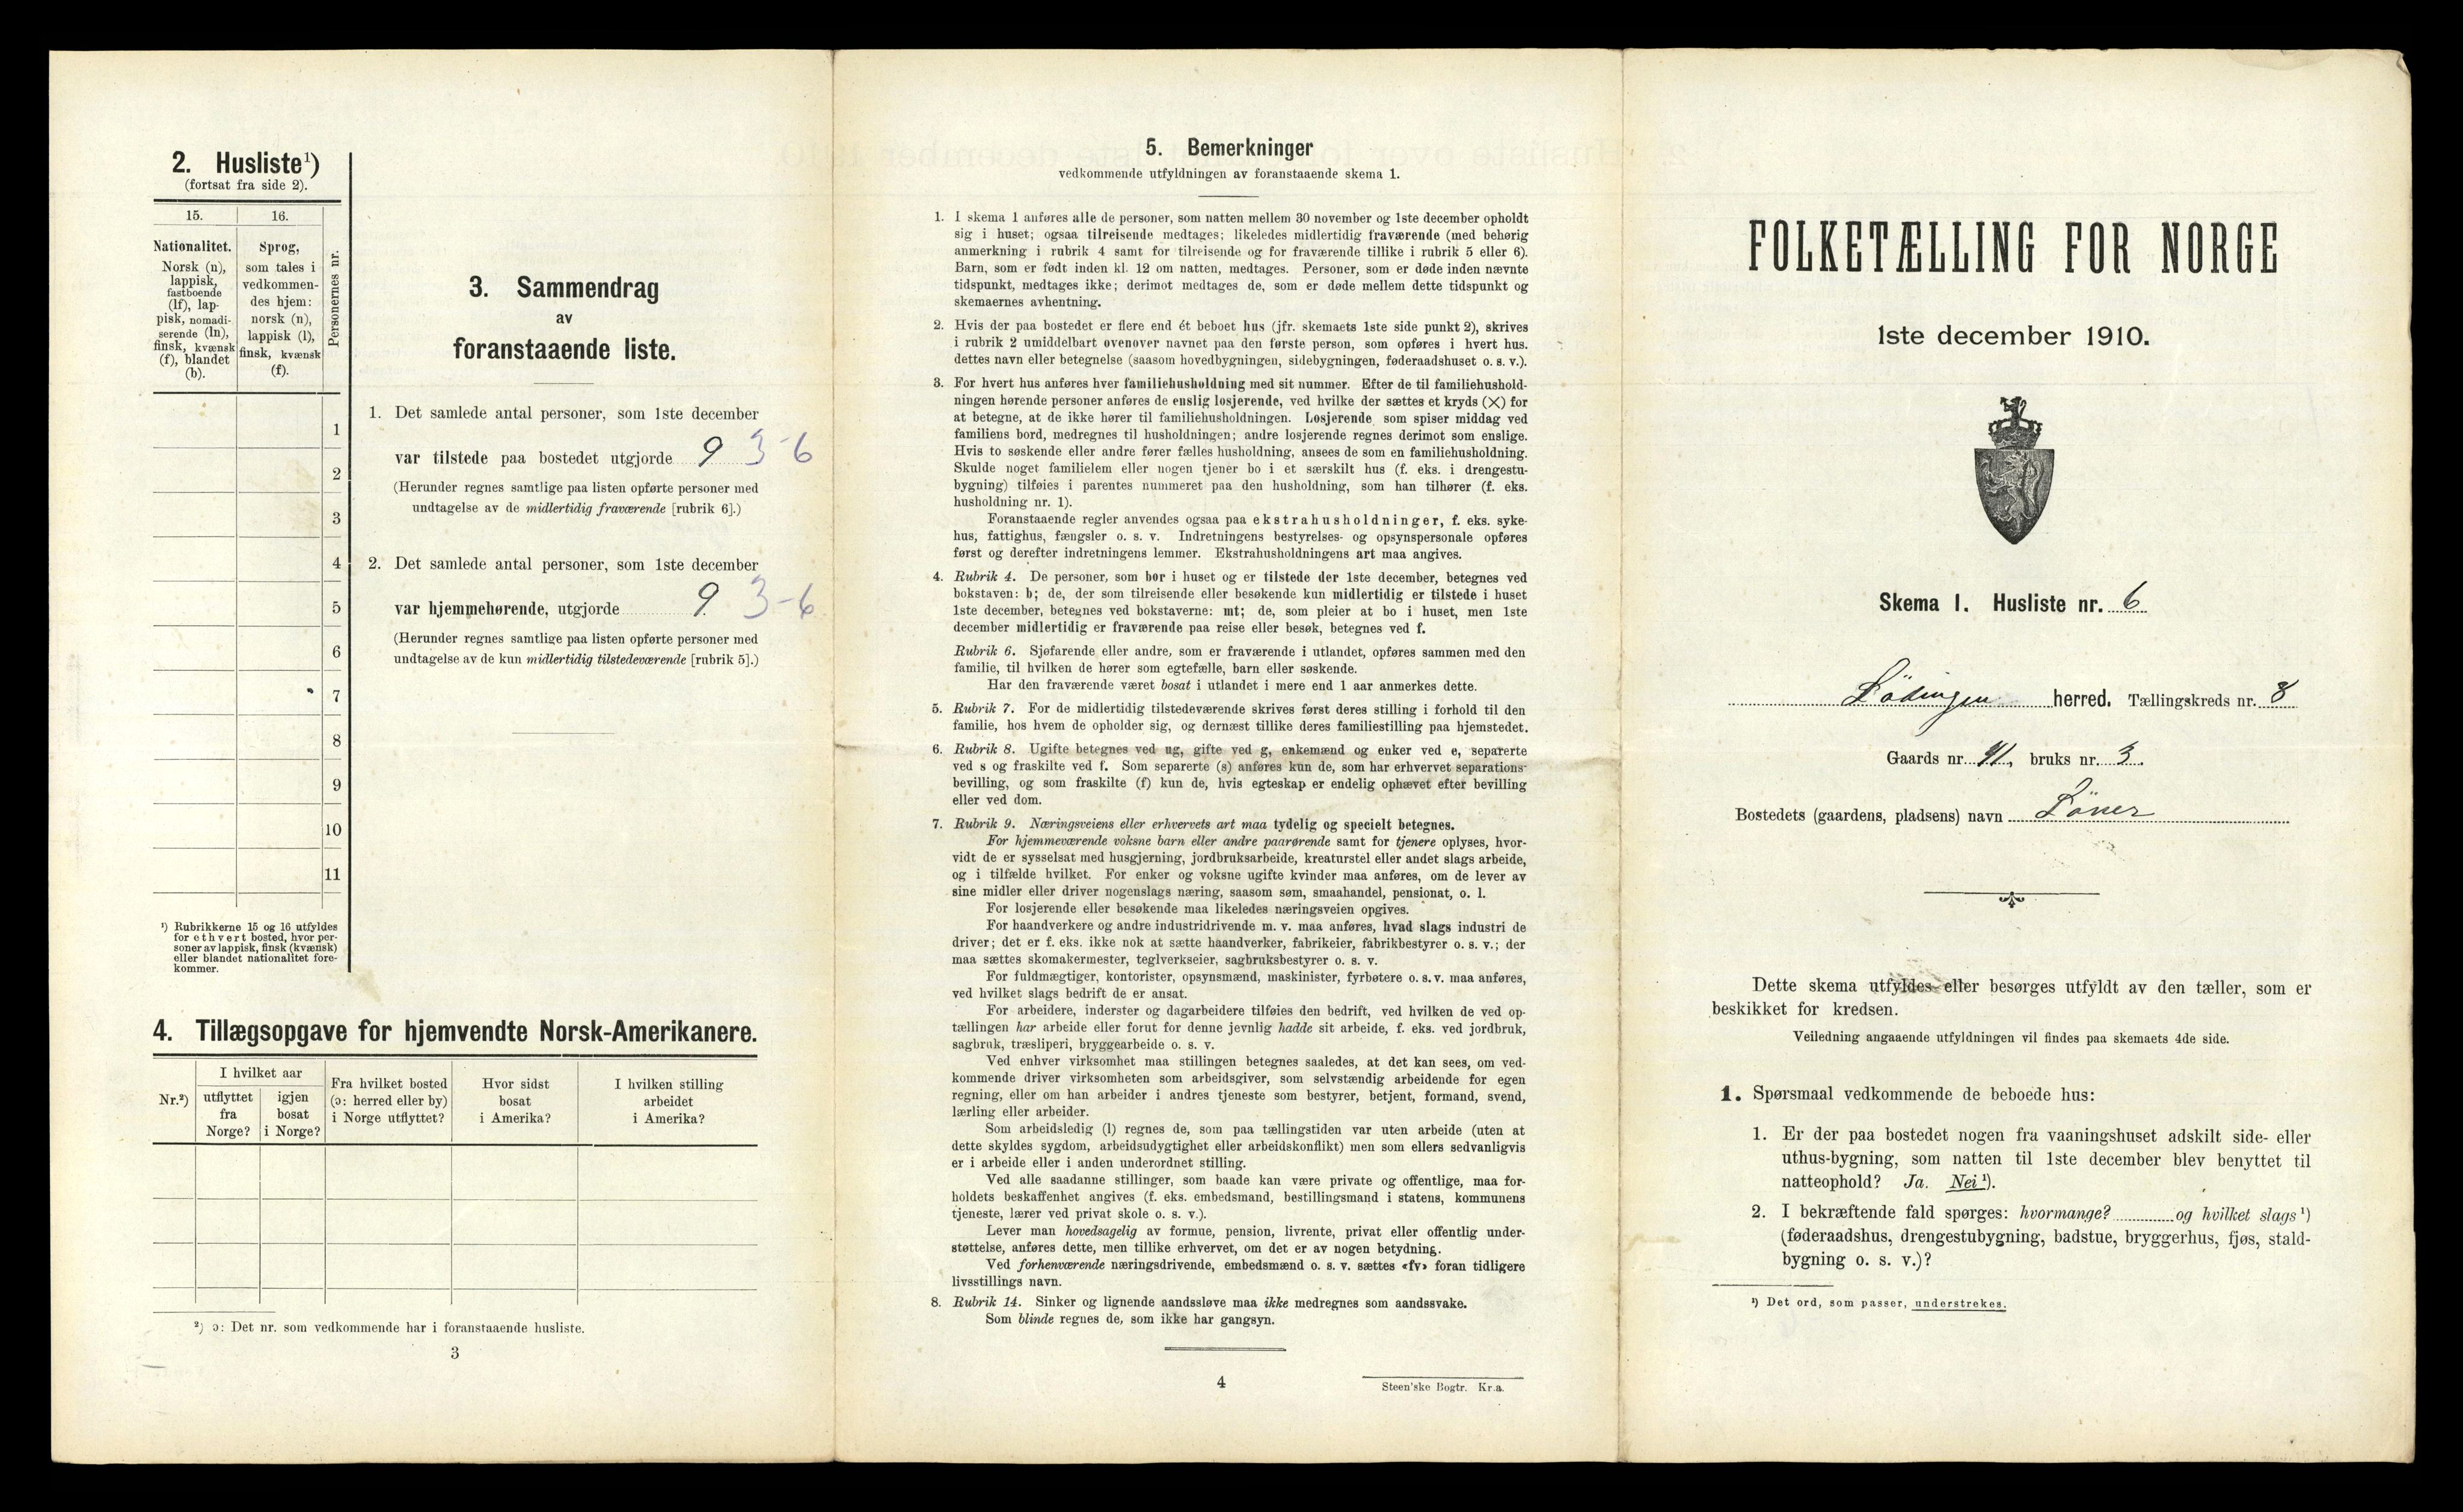 2. Husliste¹)
(fortsat fra side 2).
15.
16.
Nationalitet.
Norsk (n),
lappisk,
fastboende
(lf), lap-
pisk, nomadi-
serende (ln),
finsk, kvænsk
(f), blandet
(b).
Sprog,
som tales i
vedkommen-
des hjem:
norsk (n),
lappisk (l),
finsk, kvænsk
(f).
Personernes nr.
1
2
3
4
5
6
7
8
9
10
11
¹) Rubrikkerne 15 og 16 utfyldes
for ethvert bosted, hvor per-
soner av lappisk, finsk (kvænsk)
eller blandet nationalitet fore-
kommer.
3. Sammendrag
av
foranstaaende liste.
1. Det samlede antal personer, som 1ste december
var tilstede paa bostedet utgjorde 9 3-6
(Herunder regnes samtlige paa listen opførte personer med
undtagelse av de midlertidig fraværende [rubrik 6].)
2. Det samlede antal personer, som 1ste december
var hjemmehørende, utgjorde 9 3-6
(Herunder regnes samtlige paa listen opførte personer med
undtagelse av de kun midlertidig tilstedeværende [rubrik 5].)
4. Tillægsopgave for hjemvendte Norsk-Amerikanere.
Nr.²)
I hvilket aar
utflyttet
fra
Norge?
igjen
bosat
i Norge?
Fra hvilket bosted
(ɔ: herred eller by)
i Norge utflyttet?
Hvor sidst
bosat
i Amerika?
I hvilken stilling
arbeidet
i Amerika?
²) ɔ: Det nr. som vedkommende har i foranstaaende husliste.
3
5. Bemerkninger
vedkommende utfyldningen av foranstaaende skema 1.
1. I skema 1 anføres alle de personer, som natten mellem 30 november og 1ste december opholdt
sig i huset; ogsaa tilreisende medtages; likeledes midlertidig fraværende (med behørig
anmerkning i rubrik 4 samt for tilreisende og for fraværende tillike i rubrik 5 eller 6).
Barn, som er født inden kl. 12 om natten, medtages. Personer, som er døde inden nævnte
tidspunkt, medtages ikke; derimot medtages de, som er døde mellem dette tidspunkt og
skemaernes avhentning.
2. Hvis der paa bostedet er flere end ét beboet hus (jfr. skemaets 1ste side punkt 2), skrives
i rubrik 2 umiddelbart ovenover navnet paa den første person, som opføres i hvert hus.
dettes navn eller betegnelse (saasom hovedbygningen, sidebygningen, føderaadshuset o. s. v.).
3. For hvert hus anføres hver familiehusholdning med sit nummer. Efter de til familiehushold-
ningen hørende personer anføres de enslig losjerende, ved hvilke der sættes et kryds (×) for
at betegne, at de ikke hører til familiehusholdningen. Losjerende som spiser middag ved
familiens bord, medregnes til husholdningen; andre losjerende regnes derimot som enslige.
Hvis to søskende eller andre fører fælles husholdning, ansees de som en familiehusholdning.
Skulde noget familielem eller nogen tjener bo i et særskilt hus (f. eks. i drengestu-
bygning) tilføies i parentes nummeret paa den husholdning, som han tilhører (f. eks.
husholdning nr. 1).
Foranstaaende regler anvendes ogsaa paa ekstrahusholdninger, f. eks. syke-
hus, fattighus, fængsler o. s. v. Indretningens bestyrelses- og opsynspersonale opføres
først og derefter indretningens lemmer. Ekstrahusholdningens art maa angives.
4. Rubrik 4. De personer, som bor i huset og er tilstede der 1ste december, betegnes ved
bokstaven: b; de, der som tilreisende eller besøkende kun midlertidig er tilstede i huset
1ste december, betegnes ved bokstaverne: mt; de, som pleier at bo i huset, men 1ste
december midlertidig er fraværende paa reise eller besøk, betegnes ved f.
Rubrik 6. Sjøfarende eller andre, som er fraværende i utlandet, opføres sammen med den
familie, til hvilken de hører som egtefælle, barn eller søskende.
Har den fraværende været bosat i utlandet i mere end 1 aar anmerkes dette.
5. Rubrik 7. For de midlertidig tilstedeværende skrives først deres stilling i forhold til den
familie, hos hvem de opholder sig, og dernæst tillike deres familiestilling paa hjemstedet.
6. Rubrik 8. Ugifte betegnes ved ug, gifte ved g, enkemænd og enker ved e, separerte
ved s og fraskilte ved f. Som separerte (s) anføres kun de, som har erhvervet separations-
bevilling, og som fraskilte (f) kun de, hvis egteskap er endelig ophævet efter bevilling
eller ved dom.
7. Rubrik 9. Næringsveiens eller erhvervets art maa tydelig og specielt betegnes.
For hjemmeværende voksne barn eller andre paarørende samt for tjenere oplyses, hvor-
vidt de er sysselsat med husgjerning, jordbruksarbeide, kreaturstel eller andet slags arbeide,
og i tilfælde hvilket. For enker og voksne ugifte kvinder maa anføres, om de lever av
sine midler eller driver nogenslags næring, saasom søm, smaahandel, pensionat, o. l.
For losjerende eller besøkende maa likeledes næringsveien opgives.
For haandverkere og andre industridrivende m. v. maa anføres, hvad slags industri de
driver; det er f. eks. ikke nok at sætte haandverker, fabrikeier, fabrikbestyrer o. s. v.; der
maa sættes skomakermester, teglverkseier, sagbruksbestyrer o. s. v.
For fuldmægtiger, kontorister, opsynsmænd, maskinister, fyrbøtere o. s. v. maa anføres,
ved hvilket slags bedrift de er ansat.
For arbeidere, inderster og dagarbeidere tilføies den bedrift, ved hvilken de ved op-
tællingen har arbeide eller forut for denne jevnlig hadde sit arbeide, f. eks. ved jordbruk,
sagbruk, træsliperi, bryggearbeide o. s. v.
Ved enhver virksomhet maa stillingen betegnes saaledes, at det kan sees, om ved-
kommende driver virksomheten som arbeidsgiver, som selvstændig arbeidende for egen
regning, eller om han arbeider i andres tjeneste som bestyrer, betjent, formand, svend,
lærling eller arbeider.
Som arbeidsledig (l) regnes de, som paa tællingstiden var uten arbeide (uten at
dette skyldes sygdom, arbeidsudygtighet eller arbeidskonflikt) men som ellers sedvanligvis
er i arbeide eller i anden underordnet stilling.
Ved alle saadanne stillinger, som baade kan være private og offentlige, maa for-
holdets beskaffenhet angives (f. eks. embedsmand, bestillingsmand i statens, kommunens
tjeneste, lærer ved privat skole o. s. v.).
Lever man hovedsagelig av formue, pension, livrente, privat eller offentlig under-
støttelse, anføres dette, men tillike erhvervet, om det er av nogen betydning.
Ved forhenværende næringsdrivende, embedsmænd o. s. v. sættes «fv» foran tidligere
livsstillings navn.
8. Rubrik 14. Sinker og lignende aandssløve maa ikke medregnes som aandssvake.
Som blinde regnes de, som ikke har gangsyn.
4
Steen'ske Bogtr. Kr.a.
FOLKETÆLLING FOR NORGE
1ste december 1910.
Skema I. Husliste nr. 6
Lödingen herred. Tællingskreds nr. 8
Gaards nr. 41, bruks nr. 3.
Bostedets (gaardens, pladsens) navn
Dette skema utfyldes eller besørges utfyldt av den tæller, som er
beskikket for kredsen.
Veiledning angaaende utfyldningen vil findes paa skemaets 4de side.
1. Spørsmaal vedkommende de beboede hus:
1. Er der paa bostedet nogen fra vaaningshuset adskilt side- eller
uthus-bygning, som natten til 1ste december blev benyttet til
natteophold? Ja. Nei ¹).
2. I bekræftende fald spørges: hvormange? og hvilket slags ¹)
(føderaadshus, drengestubygning, badstue, bryggerhus, fjøs, stald-
bygning o. s. v.)?
¹) Det ord, som passer, understrekes.